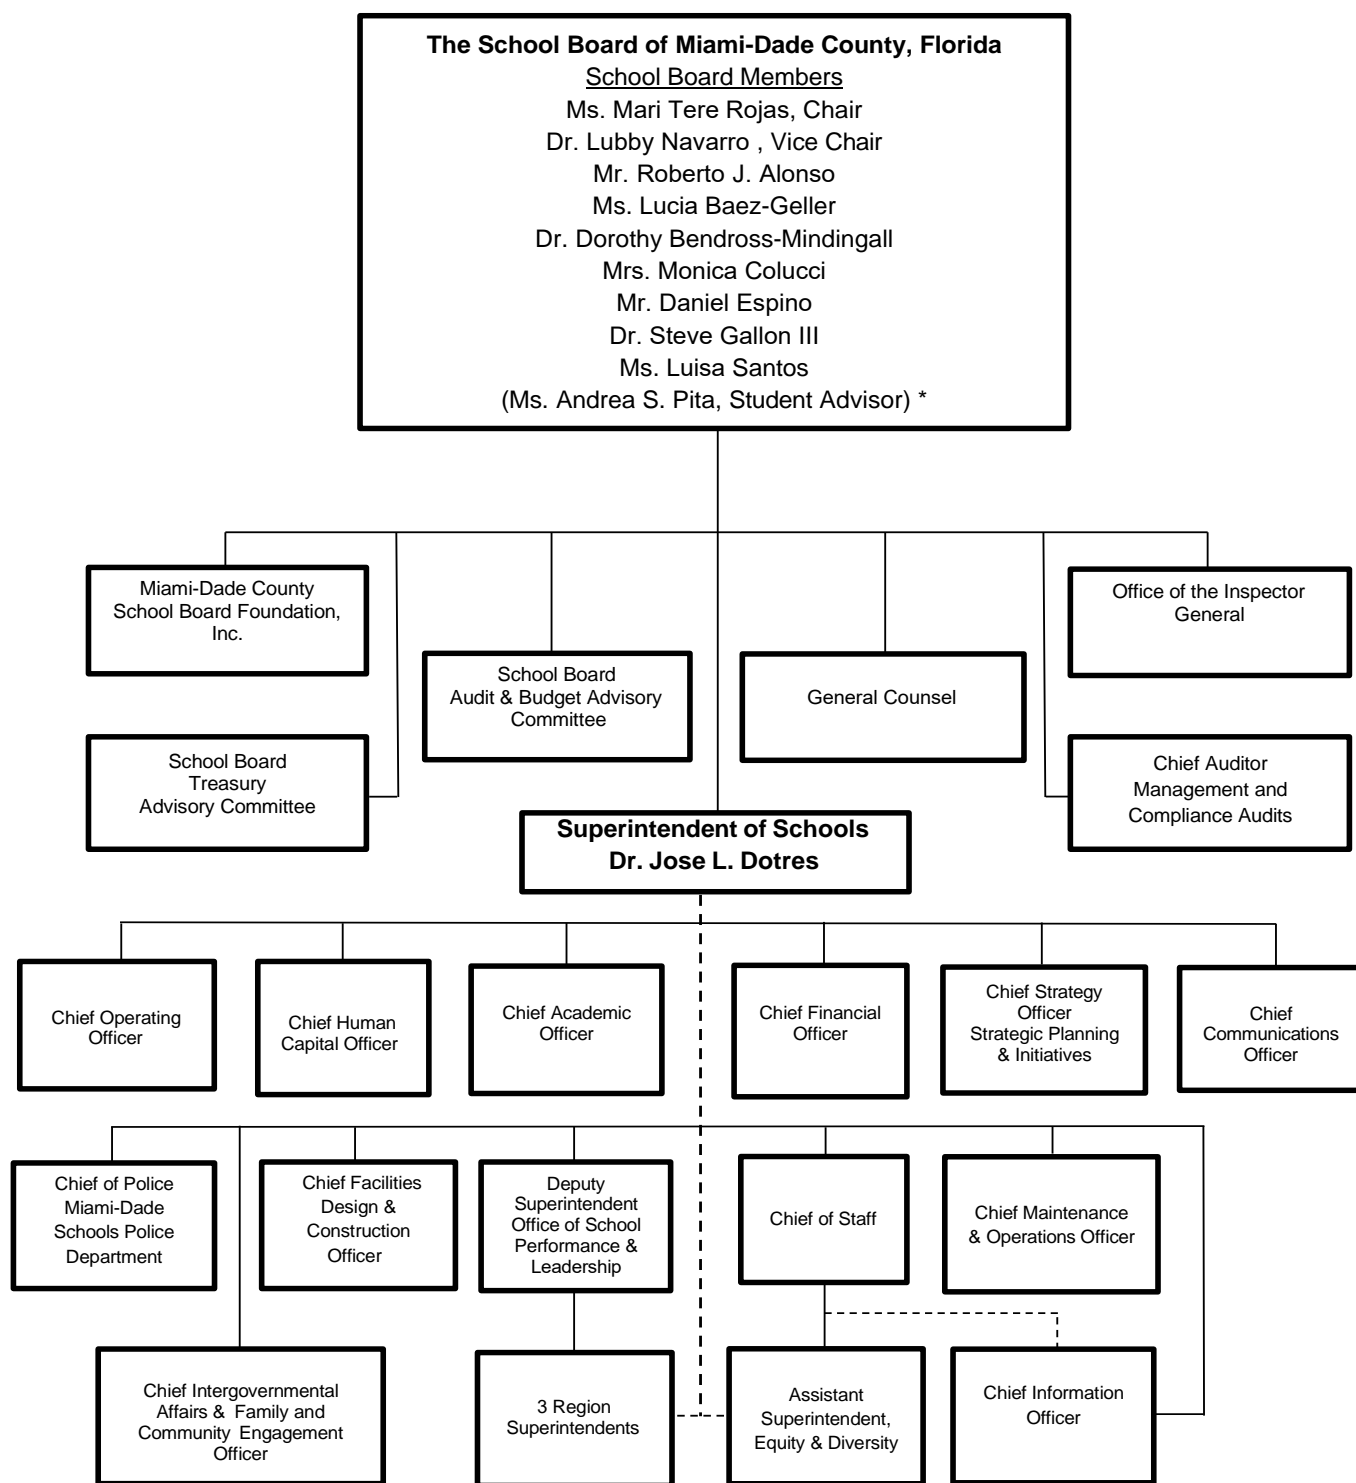 The School Board of Miami-Dade County, Florida
School Board Members
Ms. Mari Tere Rojas, Chair
Dr. Lubby Navarro , Vice Chair
Mr. Roberto J. Alonso
Ms. Lucia Baez-Geller
Dr. Dorothy Bendross-Mindingall
Mrs. Monica Colucci
Mr. Daniel Espino
Dr. Steve Gallon III
Ms. Luisa Santos
(Ms. Andrea S. Pita, Student Advisor) *
Miami-Dade County
School Board Foundation,
Inc.
Office of the Inspector
General
School Board
Audit & Budget Advisory
Committee
General Counsel
School Board
Treasury
Advisory Committee
Chief Auditor
Management and
Compliance Audits
Superintendent of Schools
Dr. Jose L. Dotres
Chief Operating
Officer
Chief Human
Capital Officer
Chief Academic
Officer
Chief Financial
Officer
Chief Strategy
Officer
Strategic Planning
& Initiatives
Chief
Communications
Officer
Chief of Police
Miami-Dade
Schools Police
Department
Chief Facilities
Design &
Construction
Officer
Deputy
Superintendent
Office of School
Performance &
Leadership
Chief of Staff
Chief Maintenance
& Operations Officer
Chief Intergovernmental
Affairs & Family and
Community Engagement
Officer
3 Region
Superintendents
Assistant
Superintendent,
Equity & Diversity
Chief Information
Officer